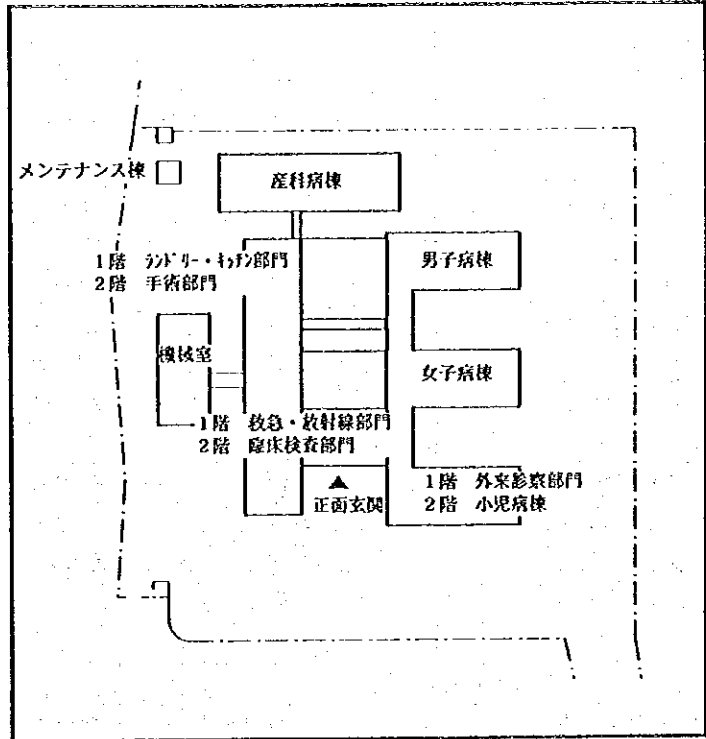 メンテナンス棟
産科病棟
1階 ランドリー・キッチン部門
2階 手術部門
男子病棟
機械室
女子病棟
1階 救急・放射線部門
2階 臨床検査部門
正面玄関
1階 外来診察部門
2階 小児病棟